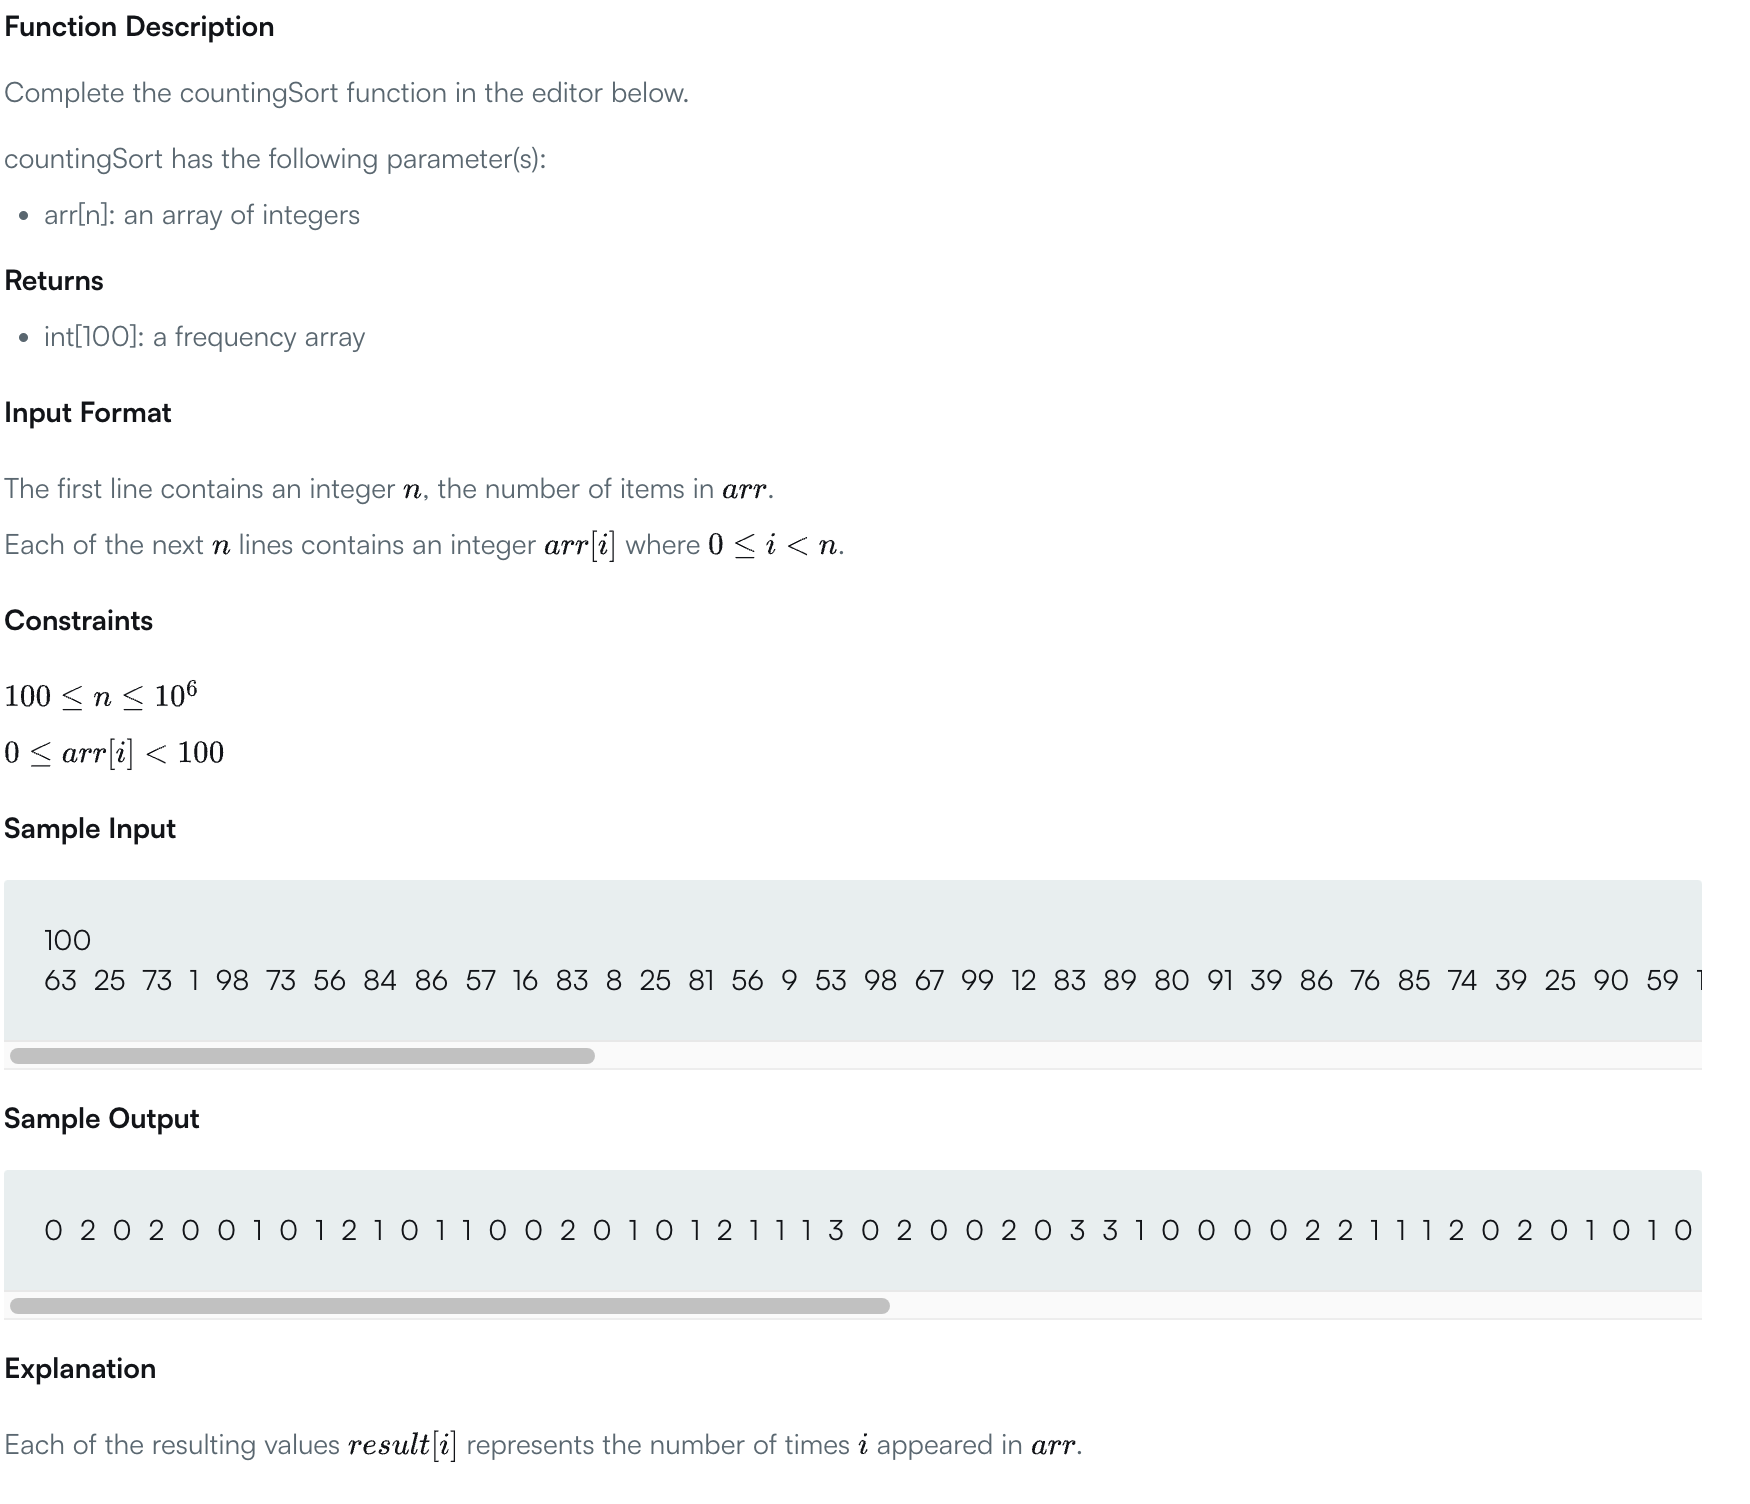 Function Description
Complete the countingSort function in the editor below.
countingSort has the following parameter(s):
• arr[n]: an array of integers
Returns
• int[100]: a frequency array
Input Format
The first line contains an integer n, the number of items in arr.
Each of the next n lines contains an integer arr[i] where 0 ≤ i < n.
Constraints
100 ≤ n ≤ 10⁶
0 ≤ arr[i] < 100
Sample Input
100
63 25 73 1 98 73 56 84 86 57 16 83 8 25 81 56 9 53 98 67 99 12 83 89 80 91 39 86 76 85 74 39 25 90 59
Sample Output
0 2 0 2 0 0 1 0 1 2 1 0 1 1 0 0 2 0 1 0 1 2 1 1 1 3 0 2 0 0 2 0 3 3 1 0 0 0 0 2 2 1 1 1 2 0 2 0 1 0 1 0
Explanation
Each of the resulting values result[i] represents the number of times i appeared in arr.